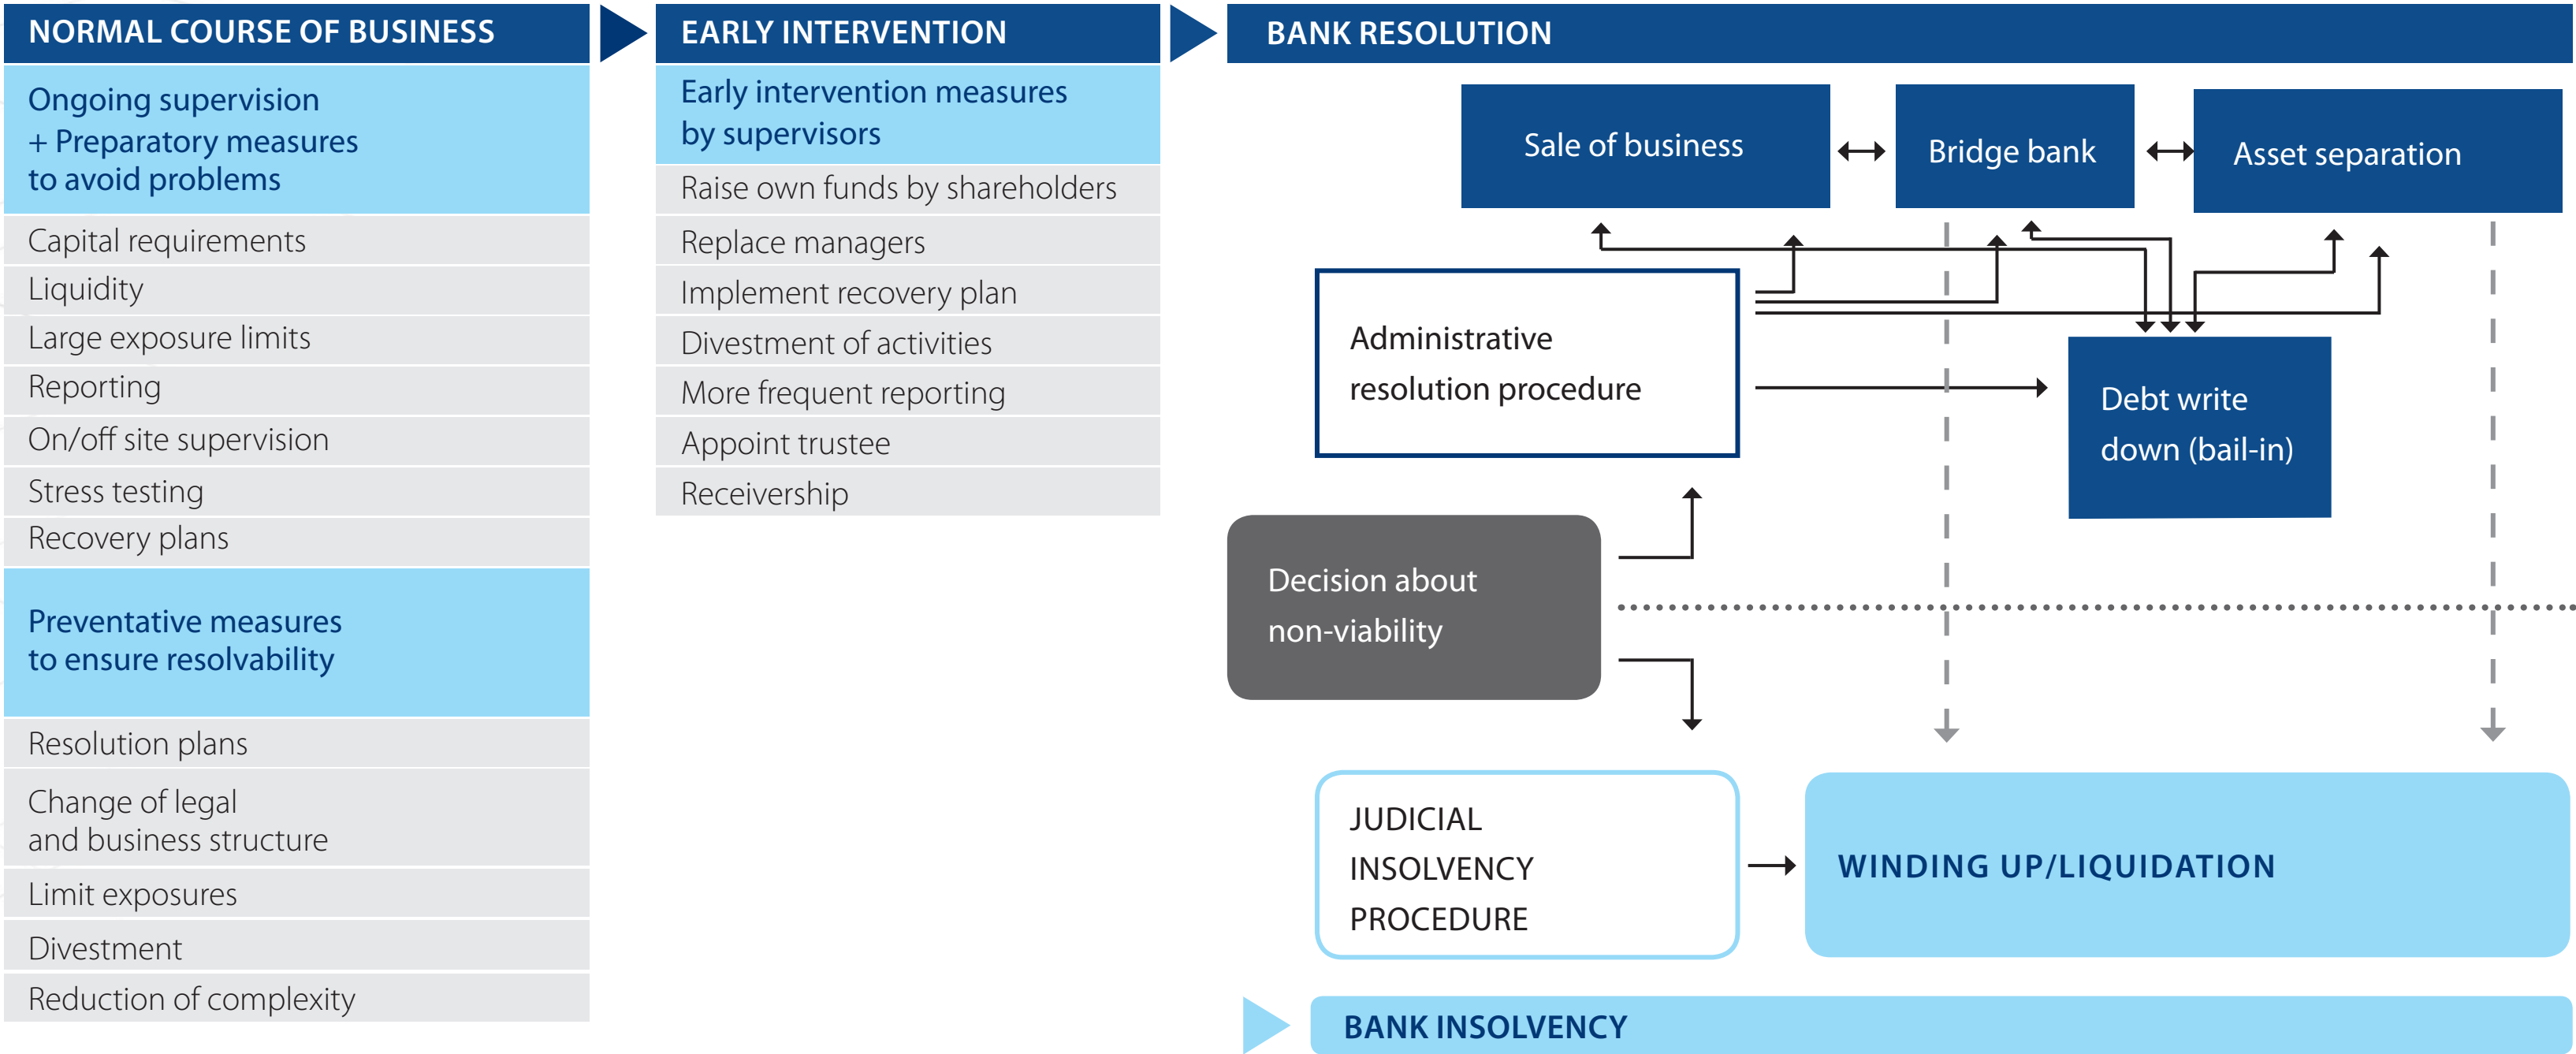 NORMAL COURSE OF BUSINESS
Ongoing supervision
+ Preparatory measures
to avoid problems
Capital requirements
Liquidity
Large exposure limits
Reporting
On/off site supervision
Stress testing
Recovery plans
Preventative measures
to ensure resolvability
Resolution plans
Change of legal
and business structure
Limit exposures
Divestment
Reduction of complexity
EARLY INTERVENTION
Early intervention measures
by supervisors
Raise own funds by shareholders
Replace managers
Implement recovery plan
Divestment of activities
More frequent reporting
Appoint trustee
Receivership
BANK RESOLUTION
Sale of business
Bridge bank
Asset separation
Administrative
resolution procedure
Debt write
down (bail-in)
Decision about
non-viability
JUDICIAL
INSOLVENCY
PROCEDURE
WINDING UP/LIQUIDATION
BANK INSOLVENCY